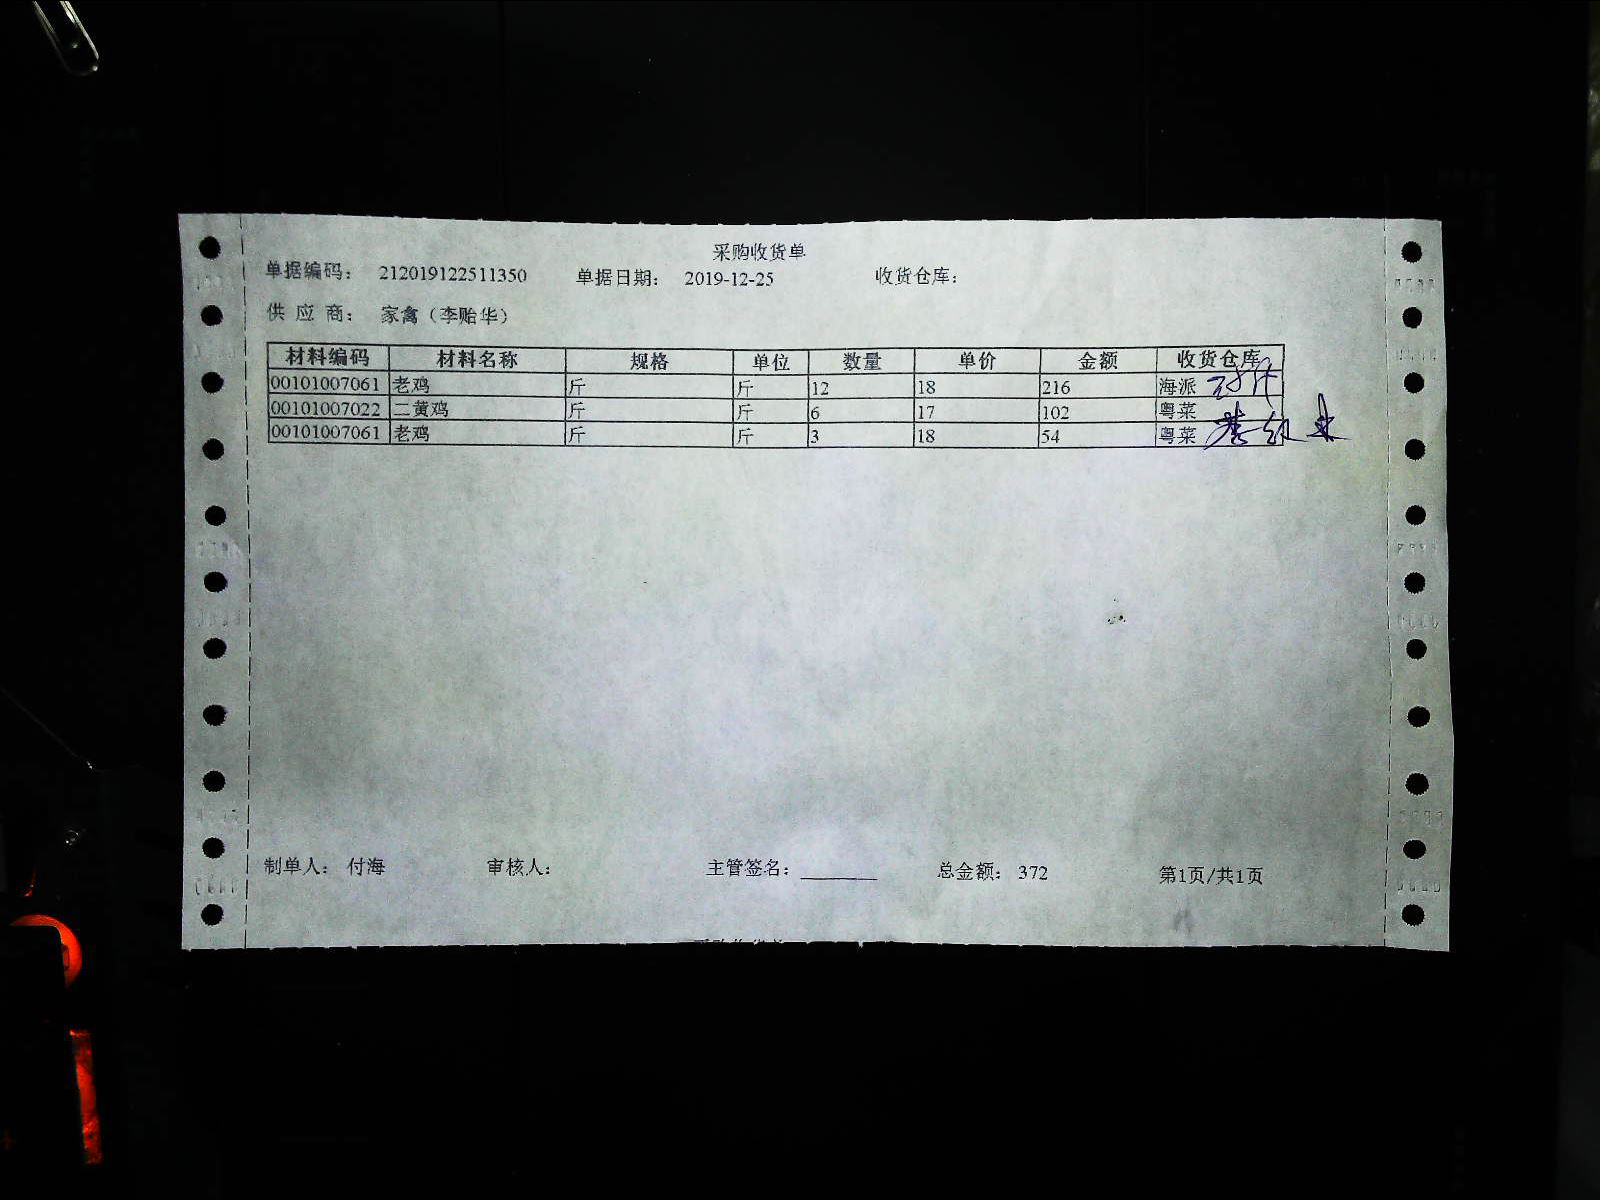 采购收货单
单据编码： 212019122511350 单据日期： 2019-12-25 收货仓库：
供 应 商： 家禽（李贻华）
材料编码 材料名称 规格 单位 数量 单价 金额 收货仓库
00101007061 老鸡 斤 斤 12 18 216 海派
00101007022 二黄鸡 斤 斤 6 17 102 粤菜
00101007061 老鸡 斤 斤 3 18 54 粤菜
制单人： 付海 审核人： 主管签名： 总金额： 372 第1页/共1页